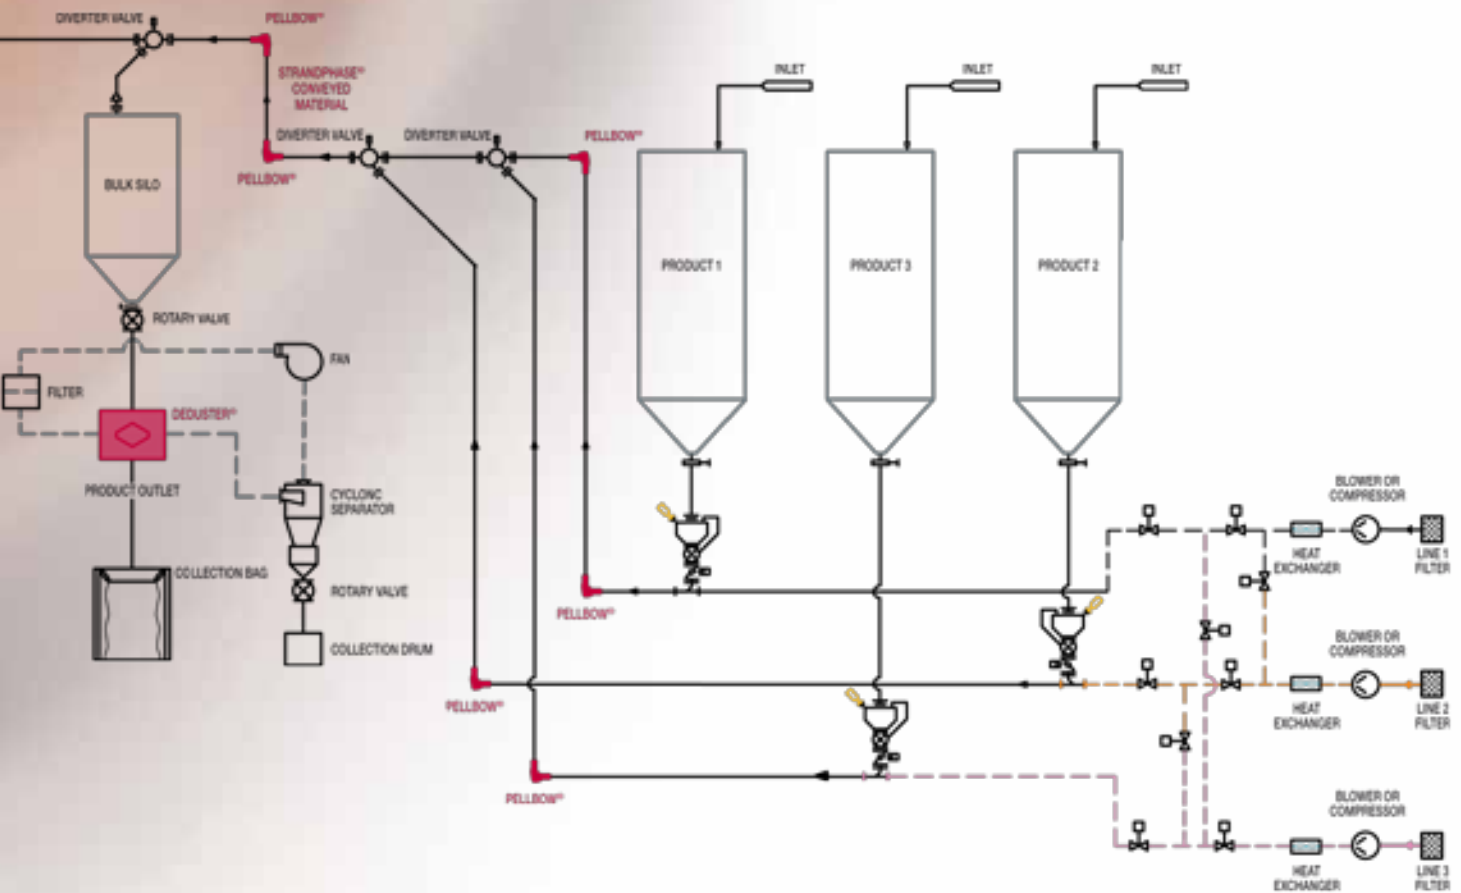 DIVERTER VALVE
PELLBOW®
STRANDPHASE®
CONVEYED
MATERIAL
INLET
INLET
INLET
DIVERTER VALVE
DIVERTER VALVE
PELLBOW®
PELLBOW®
BULK SILO
PRODUCT 1
PRODUCT 3
PRODUCT 2
ROTARY VALVE
FAN
FILTER
DEDUSTER®
PRODUCT OUTLET
CYCLONC
SEPARATOR
COLLECTION BAG
ROTARY VALVE
COLLECTION DRUM
PELLBOW®
PELLBOW®
PELLBOW®
BLOWER OR
COMPRESSOR
HEAT
EXCHANGER
LINE 1
FILTER
BLOWER OR
COMPRESSOR
HEAT
EXCHANGER
LINE 2
FILTER
BLOWER OR
COMPRESSOR
HEAT
EXCHANGER
LINE 3
FILTER